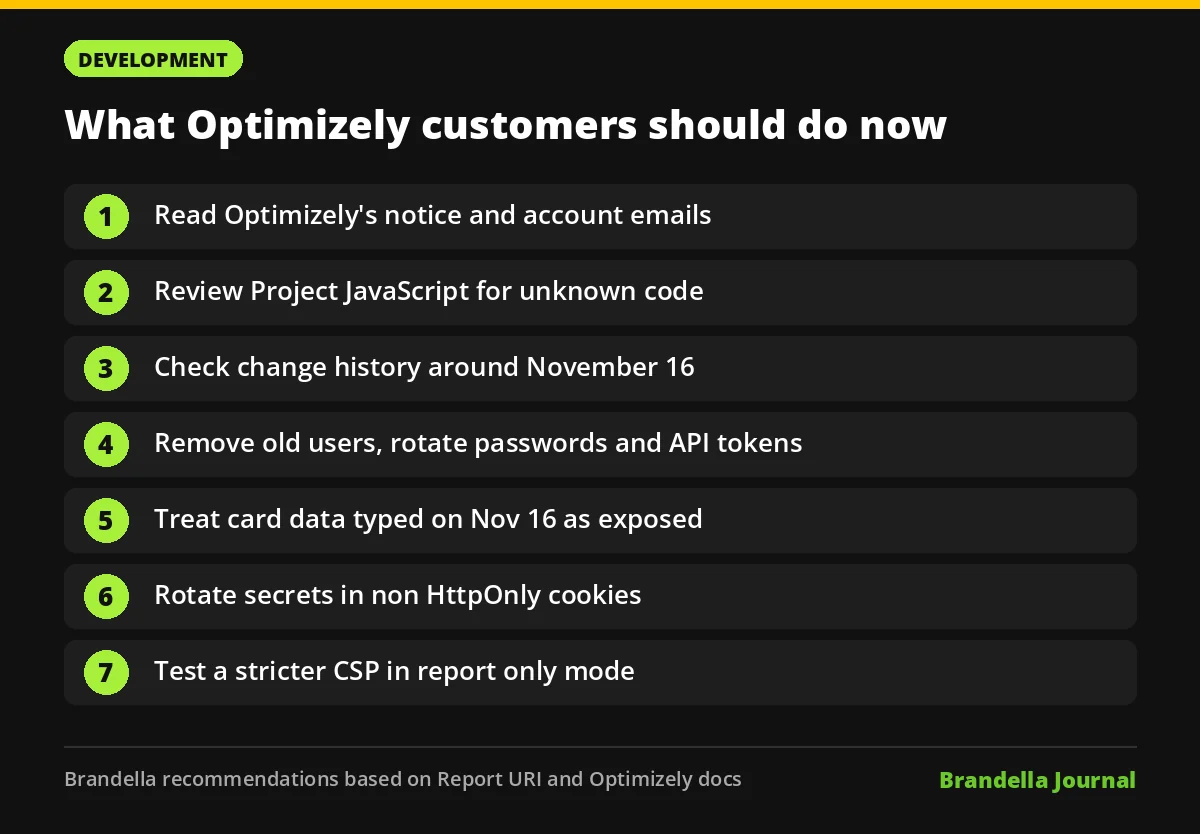 DEVELOPMENT
What Optimizely customers should do now
1 Read Optimizely's notice and account emails
2 Review Project JavaScript for unknown code
3 Check change history around November 16
4 Remove old users, rotate passwords and API tokens
5 Treat card data typed on Nov 16 as exposed
6 Rotate secrets in non HttpOnly cookies
7 Test a stricter CSP in report only mode
Brandella recommendations based on Report URI and Optimizely docs
Brandella Journal